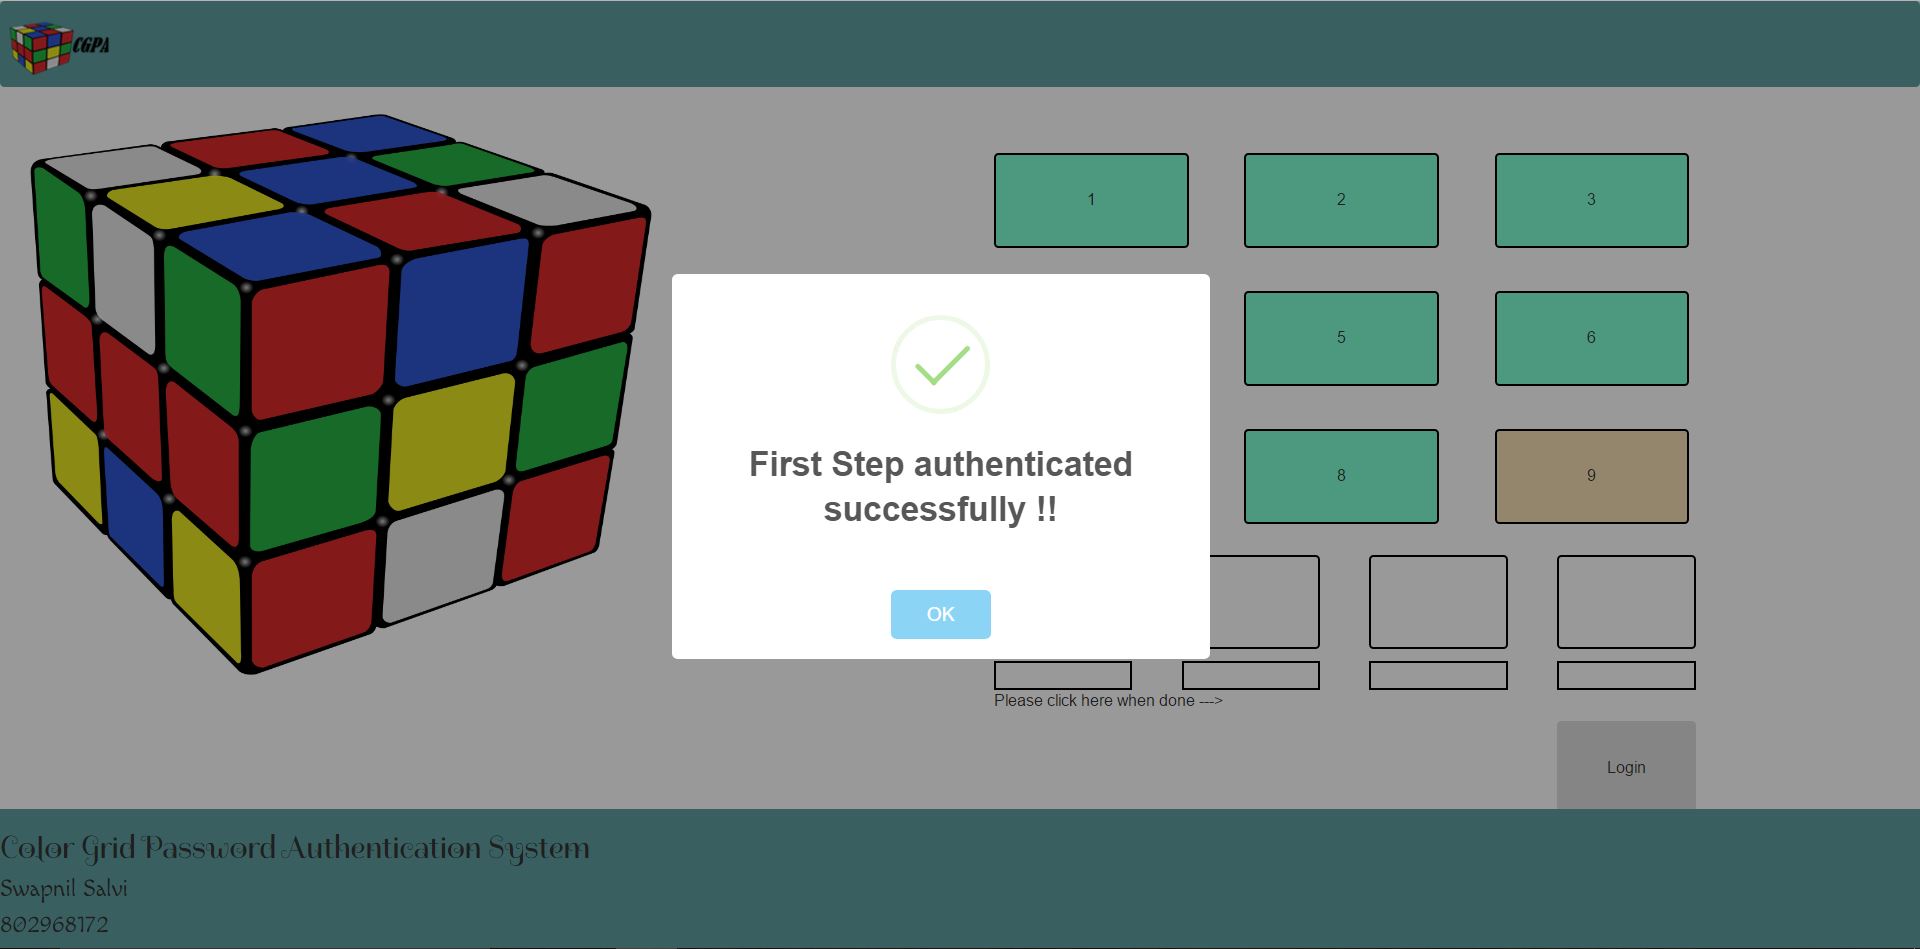 CGPA
1
2
3
5
6
8
9
First Step authenticated
successfully !!
OK
Please click here when done --->
Login
Color Grid Password Authentication System
Swapnil Salvi
802968172